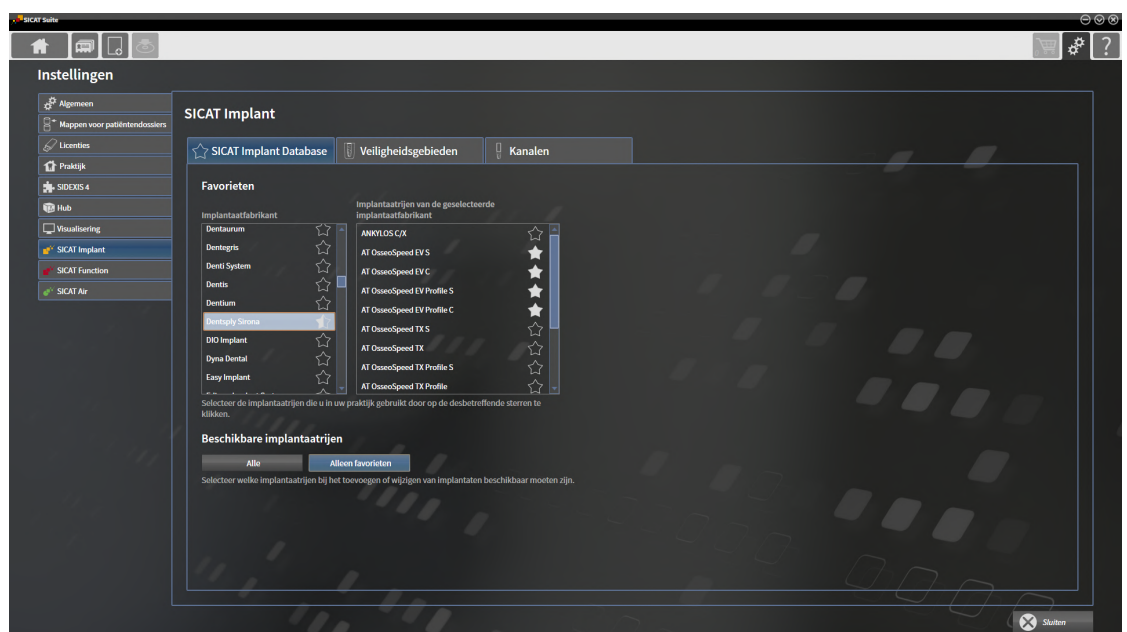 SICAT Suite
?
Instellingen
Algemeen
Mappen voor patiëntendossiers
Licenties
Praktijk
SIDEXIS 4
Hub
Visualisering
SICAT Implant
SICAT Function
SICAT Air
SICAT Implant
SICAT Implant Database
Veiligheidsgebieden
Kanalen
Favorieten
Implantaatfabrikant
Dentaurum
Dentegris
Denti System
Dentis
Dentium
Dentsply Sirona
DIO Implant
Dyna Dental
Easy Implant
Implantaatrijen van de geselecteerde
implantaatfabrikant
ANKYLOS C/X
AT OsseoSpeed EV S
AT OsseoSpeed EV C
AT OsseoSpeed EV Profile S
AT OsseoSpeed EV Profile C
AT OsseoSpeed TX S
AT OsseoSpeed TX
AT OsseoSpeed TX Profile S
AT OsseoSpeed TX Profile
Selecteer de implantaatrijen die u in uw praktijk gebruikt door op de desbetreffende sterren te
klikken.
Beschikbare implantaatrijen
Alle
Alleen favorieten
Selecteer welke implantaatrijen bij het toevoegen of wijzigen van implantaten beschikbaar moeten zijn.
Sluiten